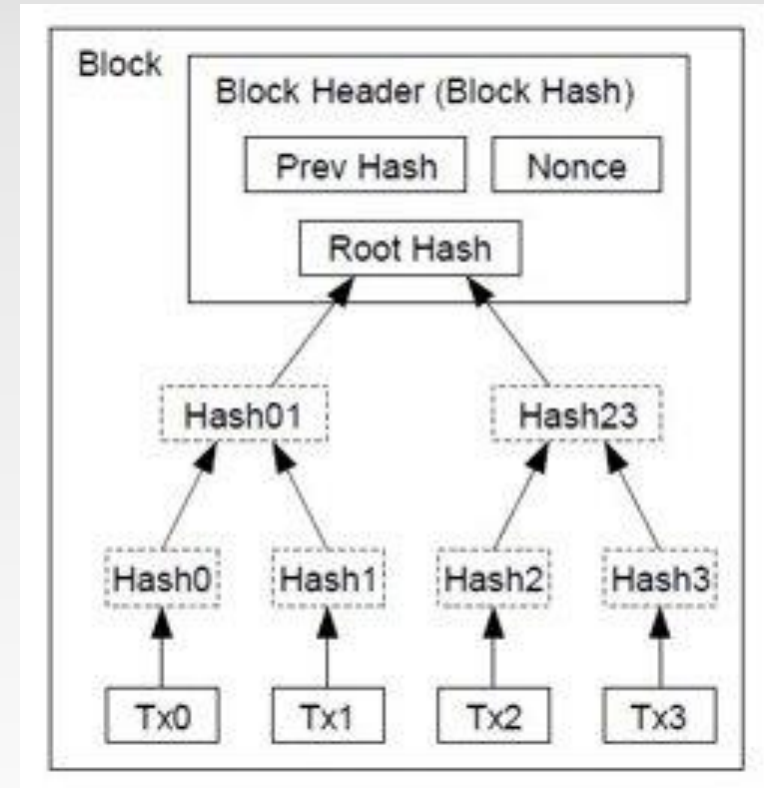 Block
Block Header (Block Hash)
Prev Hash Nonce
Root Hash
Hash01 Hash23
Hash0 Hash1 Hash2 Hash3
Tx0 Tx1 Tx2 Tx3